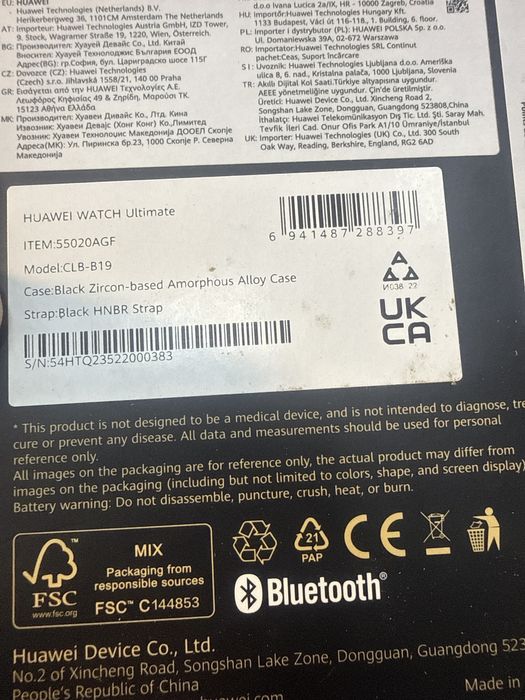 EU: HUAWEI
Huawei Technologies (Netherlands) B.V.
Herikerbergweg 36, 1101CM Amsterdam The Netherlands
AT: Importeur: Huawei Technologies Austria GmbH, IZD Tower,
9. Stock, Wagramer Straße 19, 1220, Wien, Österreich.
BG: Производител: Хуауей Девайс Co., Ltd. Китай
Вносител: Хуауей Технолоджис България ЕООД
Адрес(BG): гр.София, бул. Цариградско шосе 115Г
CZ: Dovozce (CZ): Huawei Technologies
(Czech) s.r.o. Jihlavská 1558/21, 140 00 Praha
GR: Εισάγεται από την HUAWEI Τεχνολογίες Α.Ε.
Λεωφόρος Κηφισίας 49 & Ζηρίδη, Μαρούσι ΤΚ.
15123 Αθήνα Ελλάδα
MK: Производител: Хуавеи Дивайс Ко., Лтд. Кина
Извозник: Хуавеи Девајс (Хонг Конг) Ко.,Лимитед
Увозник: Хуавеи Технолоџис Македонија ДООЕЛ Скопје
Адреса(МК): Ул. Пиринска бр.23, 1000 Скопје Р. Северна
Македонија
d.o.o Ivana Lučića 2a/IX, HR - 10000 Zagreb, Croatia
HU: Importőr:Huawei Technologies Hungary Kft.
1133 Budapest, Váci út 116-118., 1. Building, 6. floor.
PL: Importer i dystrybutor (PL): HUAWEI POLSKA Sp. z o.o.
Ul. Domaniewska 39A, 02-672 Warszawa
RO: Importator:Huawei Technologies SRL Continut
pachet:Ceas, Suport încărcare
SI: Uvoznik: Huawei Technologies Ljubljana d.o.o. Ameriška
ulica 8, 6. nad., Kristalna palača, 1000 Ljubljana, Slovenia
TR: Akıllı Dijital Kol Saati.Türkiye altyapısına uygundur.
AEEE yönetmeliğine uygundur. Çin'de üretilmiştir.
Üretici: Huawei Device Co., Ltd. Xincheng Road 2,
Songshan Lake Zone, Dongguan, Guangdong 523808,China
İthalatçı: Huawei Telekomünikasyon Dış Tic. Ltd. Şti. Saray Mah.
Tevfik İleri Cad. Onur Ofis Park A1/10 Ümraniye/İstanbul
UK: Importer: Huawei Technologies (UK) Co., Ltd. 300 South
Oak Way, Reading, Berkshire, England, RG2 6AD
HUAWEI WATCH Ultimate
ITEM:55020AGF
Model:CLB-B19
Case:Black Zircon-based Amorphous Alloy Case
Strap:Black HNBR Strap
S/N:54HTQ23522000383
6 941487 288397
И038 22
UK
CA
* This product is not designed to be a medical device, and is not intended to diagnose, tre
cure or prevent any disease. All data and measurements should be used for personal
reference only.
All images on the packaging are for reference only, the actual product may differ from
images on the packaging (including but not limited to colors, shape, and screen display)
Battery warning: Do not disassemble, puncture, crush, heat, or burn.
FSC
www.fsc.org
MIX
Packaging from
responsible sources
FSC™ C144853
21
PAP
CE
Bluetooth®
Huawei Device Co., Ltd.
No.2 of Xincheng Road, Songshan Lake Zone, Dongguan, Guangdong 523
People's Republic of China
Made in